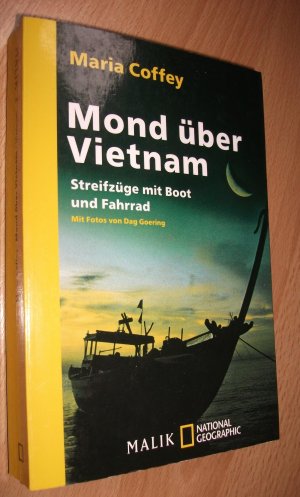 Maria Coffey
Mond über
Vietnam
Streifzüge mit Boot
und Fahrrad
Mit Fotos von Dag Goering
MALIK NATIONAL
GEOGRAPHIC